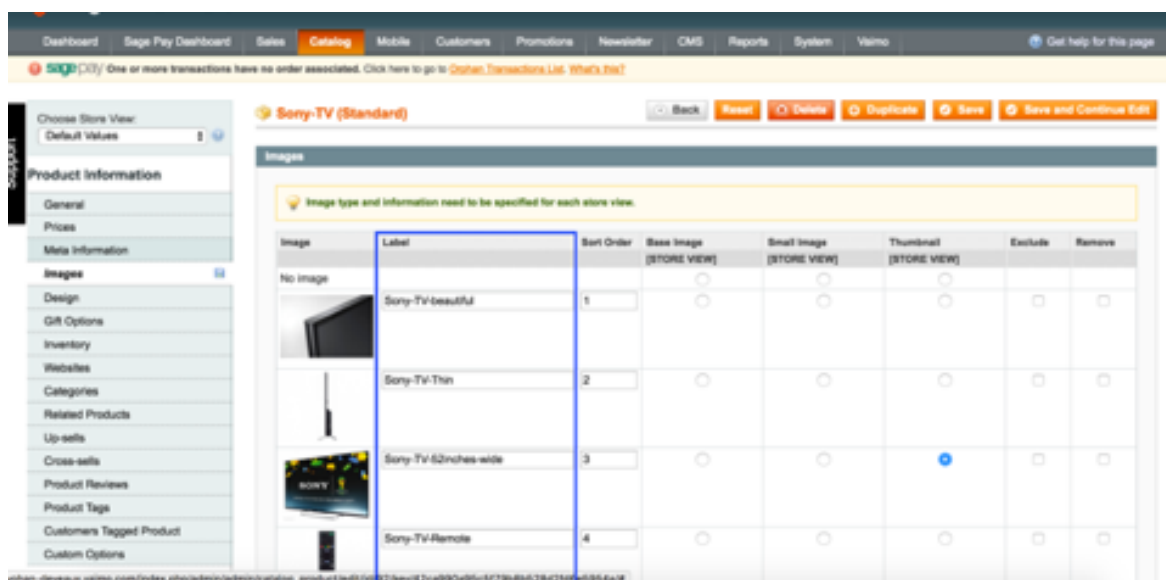 Dashboard Sage Pay Dashboard Sales Catalog Mobile Customers Promotions Newsletter CMS Reports System Vaimo Get help for this page
sage pay One or more transactions have no order associated. Click here to go to Orphan Transactions List. What's this?
Support
Choose Store View:
Default Values
Sony-TV (Standard) Back Reset Delete Duplicate Save Save and Continue Edit
Product Information
General
Prices
Meta Information
Images
Design
Gift Options
Inventory
Websites
Categories
Related Products
Up-sells
Cross-sells
Product Reviews
Product Tags
Customers Tagged Product
Custom Options
Images
Image type and information need to be specified for each store view.
Image Label Sort Order Base Image Small Image Thumbnail Exclude Remove
[STORE VIEW] [STORE VIEW] [STORE VIEW]
No image
Sony-TV-beautiful 1
Sony-TV-Thin 2
Sony-TV-52inches-wide 3
SONY
Sony-TV-Remote 4